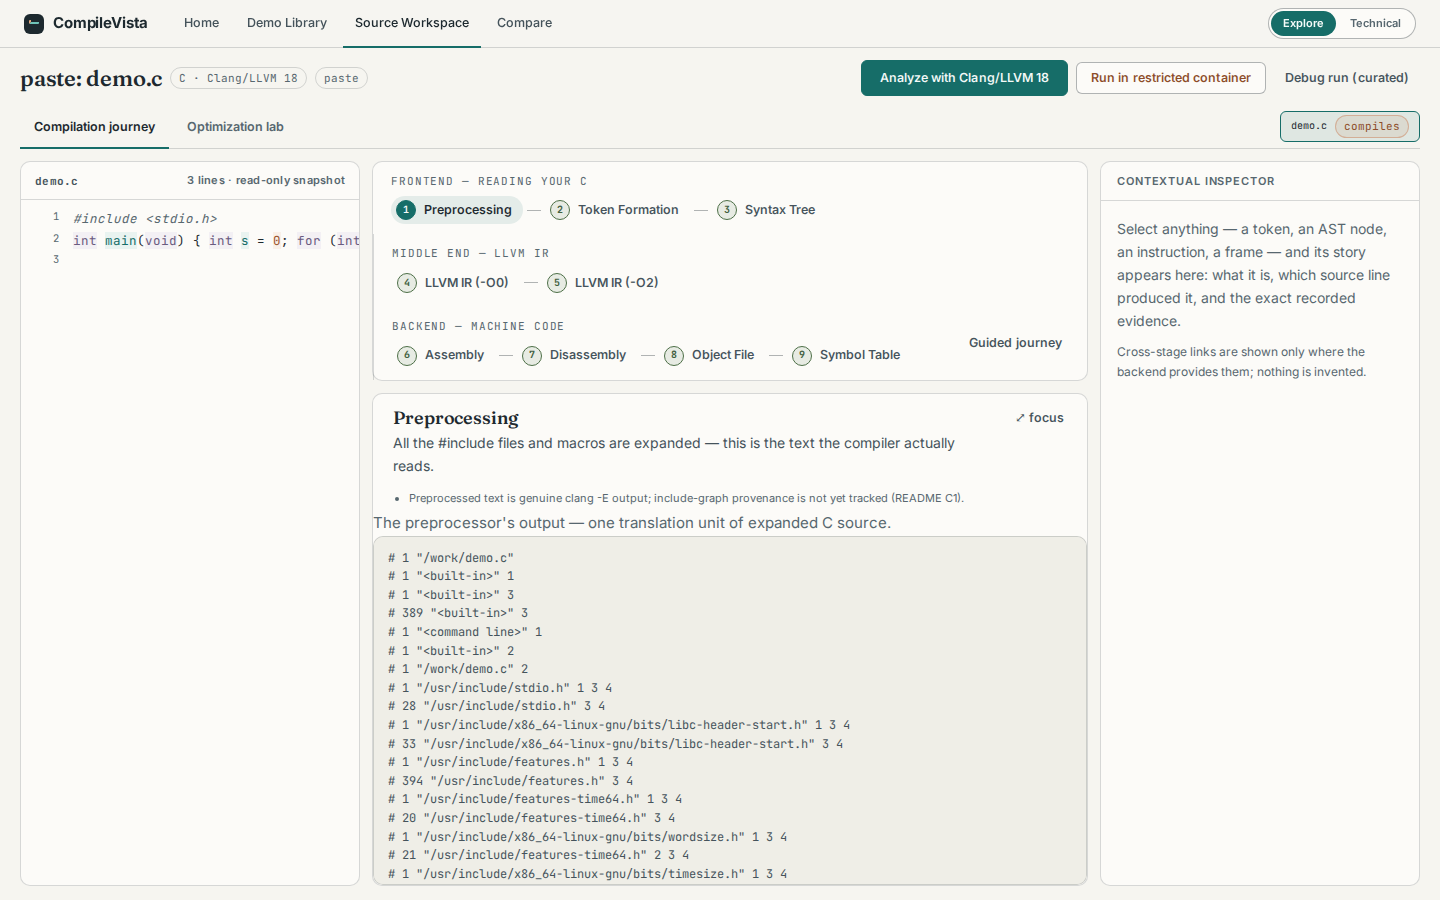 CompileVista
Home
Demo Library
Source Workspace
Compare
Explore
Technical
paste: demo.c
C · Clang/LLVM 18
paste
Analyze with Clang/LLVM 18
Run in restricted container
Debug run (curated)
Compilation journey
Optimization lab
demo.c
compiles
demo.c
3 lines · read-only snapshot
1 #include <stdio.h>
2 int main(void) { int s = 0; for (int
3
FRONTEND — READING YOUR C
1 Preprocessing — 2 Token Formation — 3 Syntax Tree
MIDDLE END — LLVM IR
4 LLVM IR (-O0) — 5 LLVM IR (-O2)
BACKEND — MACHINE CODE
6 Assembly — 7 Disassembly — 8 Object File — 9 Symbol Table
Guided journey
Preprocessing
⤢ focus
All the #include files and macros are expanded — this is the text the compiler actually
reads.
• Preprocessed text is genuine clang -E output; include-graph provenance is not yet tracked (README C1).
The preprocessor's output — one translation unit of expanded C source.
# 1 "/work/demo.c"
# 1 "<built-in>" 1
# 1 "<built-in>" 3
# 389 "<built-in>" 3
# 1 "<command line>" 1
# 1 "<built-in>" 2
# 1 "/work/demo.c" 2
# 1 "/usr/include/stdio.h" 1 3 4
# 28 "/usr/include/stdio.h" 3 4
# 1 "/usr/include/x86_64-linux-gnu/bits/libc-header-start.h" 1 3 4
# 33 "/usr/include/x86_64-linux-gnu/bits/libc-header-start.h" 3 4
# 1 "/usr/include/features.h" 1 3 4
# 394 "/usr/include/features.h" 3 4
# 1 "/usr/include/features-time64.h" 1 3 4
# 20 "/usr/include/features-time64.h" 3 4
# 1 "/usr/include/x86_64-linux-gnu/bits/wordsize.h" 1 3 4
# 21 "/usr/include/features-time64.h" 2 3 4
# 1 "/usr/include/x86_64-linux-gnu/bits/timesize.h" 1 3 4
CONTEXTUAL INSPECTOR
Select anything — a token, an AST node,
an instruction, a frame — and its story
appears here: what it is, which source line
produced it, and the exact recorded
evidence.
Cross-stage links are shown only where the
backend provides them; nothing is invented.